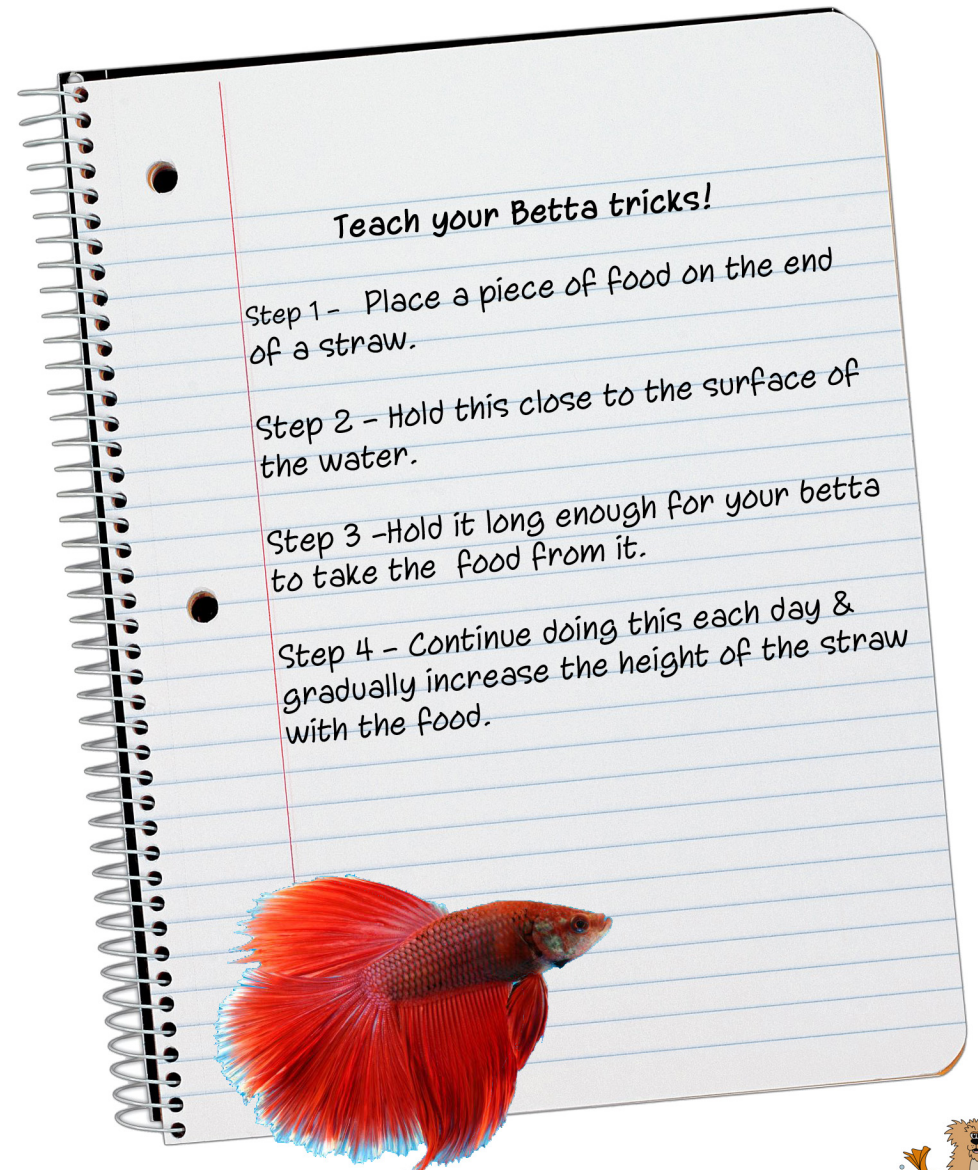 Teach your Betta tricks!
Step 1 - Place a piece of food on the end
of a straw.
Step 2 - Hold this close to the surface of
the water.
Step 3 -Hold it long enough for your betta
to take the food from it.
Step 4 - Continue doing this each day &
gradually increase the height of the straw
with the food.